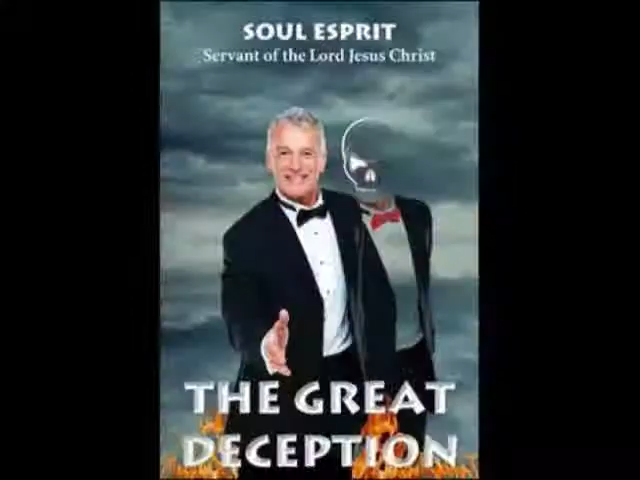 SOUL ESPRIT
Servant of the Lord Jesus Christ
THE GREAT
DECEPTION